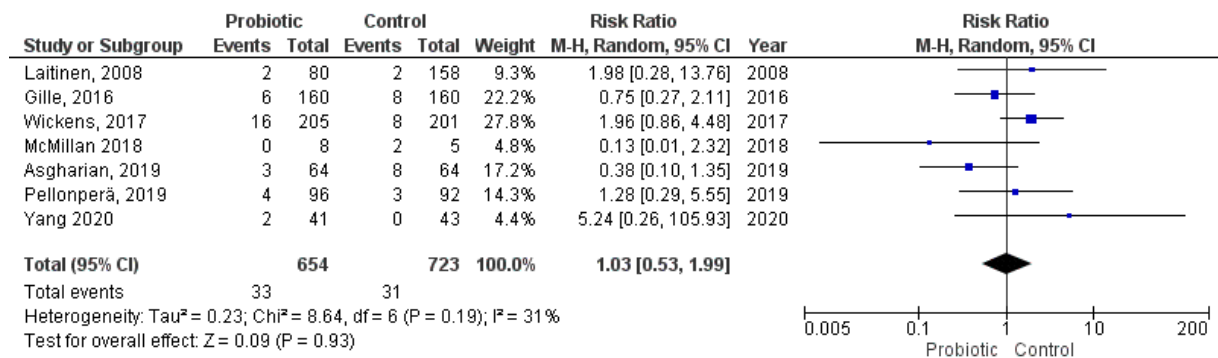 Probiotic Control Risk Ratio Risk Ratio
Study or Subgroup Events Total Events Total Weight M-H, Random, 95% CI Year M-H, Random, 95% CI
Laitinen, 2008 2 80 2 158 9.3% 1.98 [0.28, 13.76] 2008
Gille, 2016 6 160 8 160 22.2% 0.75 [0.27, 2.11] 2016
Wickens, 2017 16 205 8 201 27.8% 1.96 [0.86, 4.48] 2017
McMillan 2018 0 8 2 5 4.8% 0.13 [0.01, 2.32] 2018
Asgharian, 2019 3 64 8 64 17.2% 0.38 [0.10, 1.35] 2019
Pellonperä, 2019 4 96 3 92 14.3% 1.28 [0.29, 5.55] 2019
Yang 2020 2 41 0 43 4.4% 5.24 [0.26, 105.93] 2020
Total (95% CI) 654 723 100.0% 1.03 [0.53, 1.99]
Total events 33 31
Heterogeneity: Tau² = 0.23; Chi² = 8.64, df = 6 (P = 0.19); I² = 31%
Test for overall effect: Z = 0.09 (P = 0.93)
0.005 0.1 1 10 200
Probiotic Control